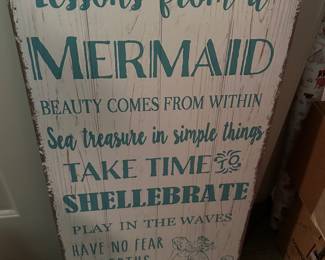 Lessons from a
MERMAID
BEAUTY COMES FROM WITHIN
Sea treasure in simple things
TAKE TIME TO
SHELLEBRATE
PLAY IN THE WAVES
HAVE NO FEAR